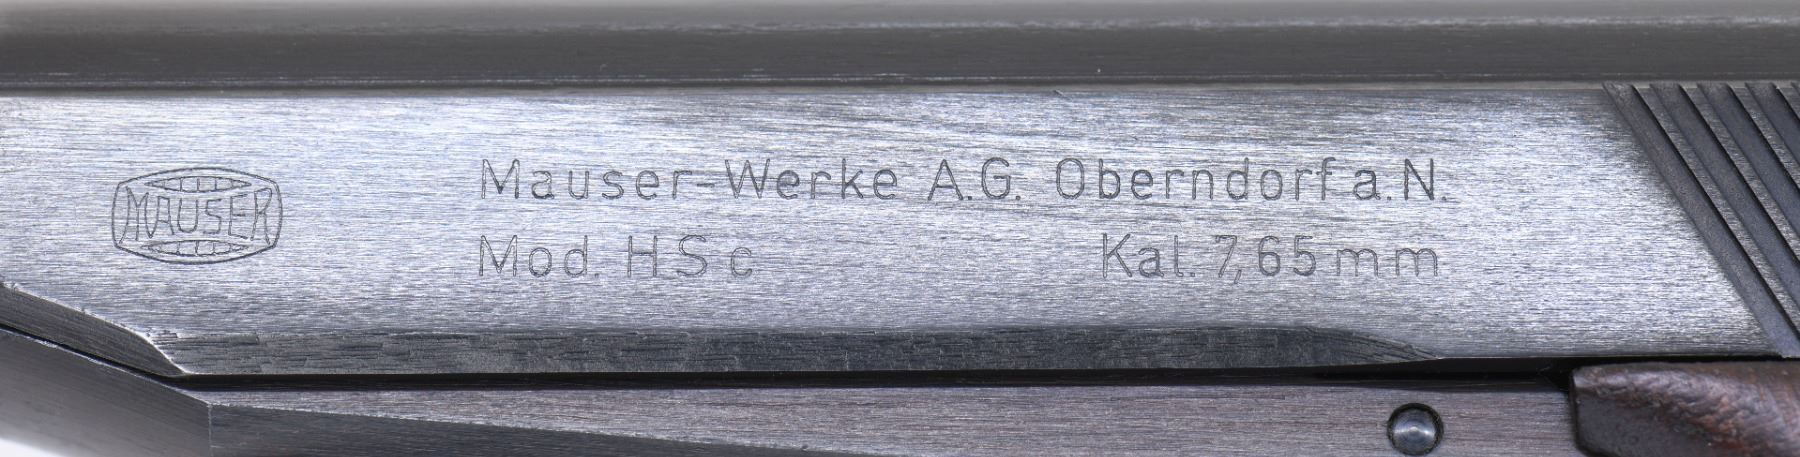 MAUSER
Mauser-Werke A.G. Oberndorf a.N.
Mod. HSc Kal. 7,65mm